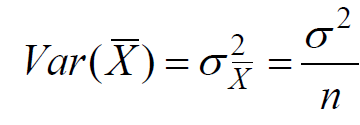 Var(X̅) = σ²_X̅ = σ²/n